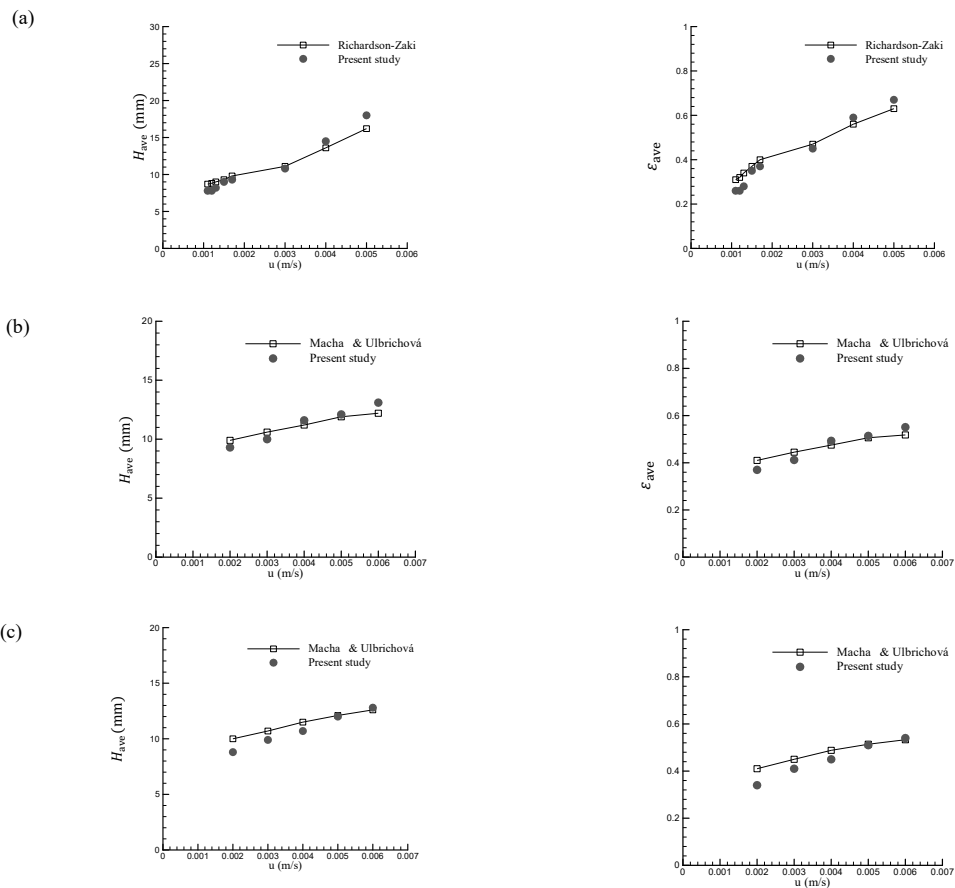 (a)
30
25
20
15
10
5
0
H_ave (mm)
Richardson-Zaki
Present study
0.001 0.002 0.003 0.004 0.005 0.006
u (m/s)
1
0.8
0.6
0.4
0.2
0
ε_ave
Richardson-Zaki
Present study
0 0.001 0.002 0.003 0.004 0.005 0.006
u (m/s)
(b)
20
15
10
5
0
H_ave (mm)
Macha & Ulbrichová
Present study
0 0.001 0.002 0.003 0.004 0.005 0.006 0.007
u (m/s)
1
0.8
0.6
0.4
0.2
0
ε_ave
Macha & Ulbrichová
Present study
0 0.001 0.002 0.003 0.004 0.005 0.006 0.007
u (m/s)
(c)
20
15
10
5
0
H_ave (mm)
Macha & Ulbrichová
Present study
0 0.001 0.002 0.003 0.004 0.005 0.006 0.007
u (m/s)
1
0.8
0.6
0.4
0.2
0
ε_ave
Macha & Ulbrichová
Present study
0 0.001 0.002 0.003 0.004 0.005 0.006 0.007
u (m/s)